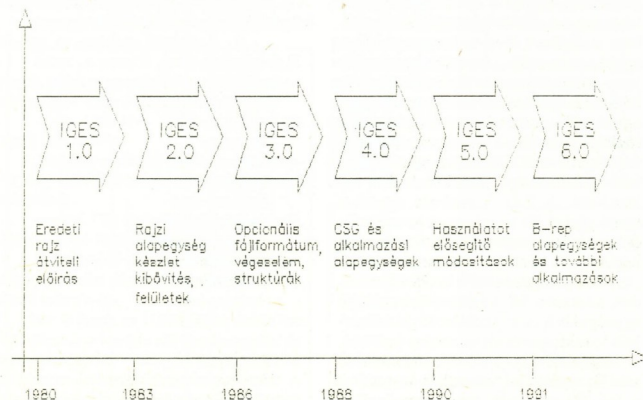 IGES
1.0
IGES
2.0
IGES
3.0
IGES
4.0
IGES
5.0
IGES
6.0
Eredeti
rajz
átviteli
előírás
Rajzi
alapegység
készlet
kibővítés,
felületek
Opcionális
fájlformátum,
végeselem,
struktúrák
CSG és
alkalmazási
alapegységek
Használatot
elősegítő
módosítások
B-rep
alapegységek
és további
alkalmazások
1980
1983
1986
1988
1990
1991